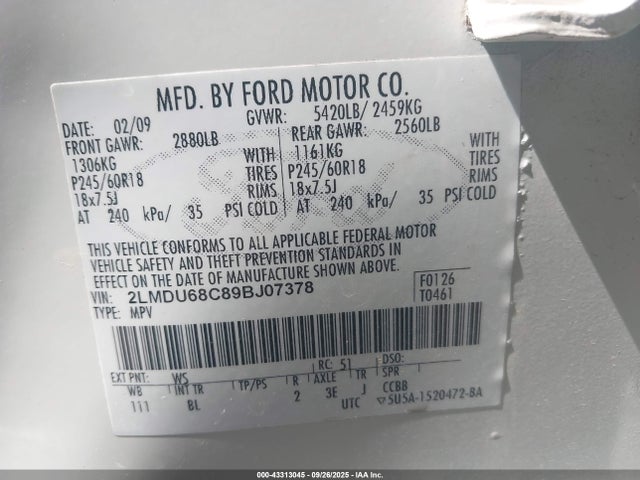 MFD. BY FORD MOTOR CO.
DATE: 02/09 GVWR: 5420LB/ 2459KG
FRONT GAWR: 2880LB REAR GAWR: 2560LB
1306KG WITH 1161KG WITH
P245/60R18 TIRES P245/60R18 TIRES
18x7.5J RIMS 18x7.5J RIMS
AT 240 kPa/ 35 PSI COLD AT 240 kPa/ 35 PSI COLD
THIS VEHICLE CONFORMS TO ALL APPLICABLE FEDERAL MOTOR
VEHICLE SAFETY AND THEFT PREVENTION STANDARDS IN
EFFECT ON THE DATE OF MANUFACTURE SHOWN ABOVE.
VIN: 2LMDU68C89BJ07378 F0126
TYPE: MPV T0461
EXT PNT: WS RC: 51 DSO:
WB INT TR TP/PS R AXLE TR SPR
111 BL 2 3E J CCBB
UTC ▽5U5A-1520472-BA
000-43313045 - 09/26/2025 - IAA Inc.